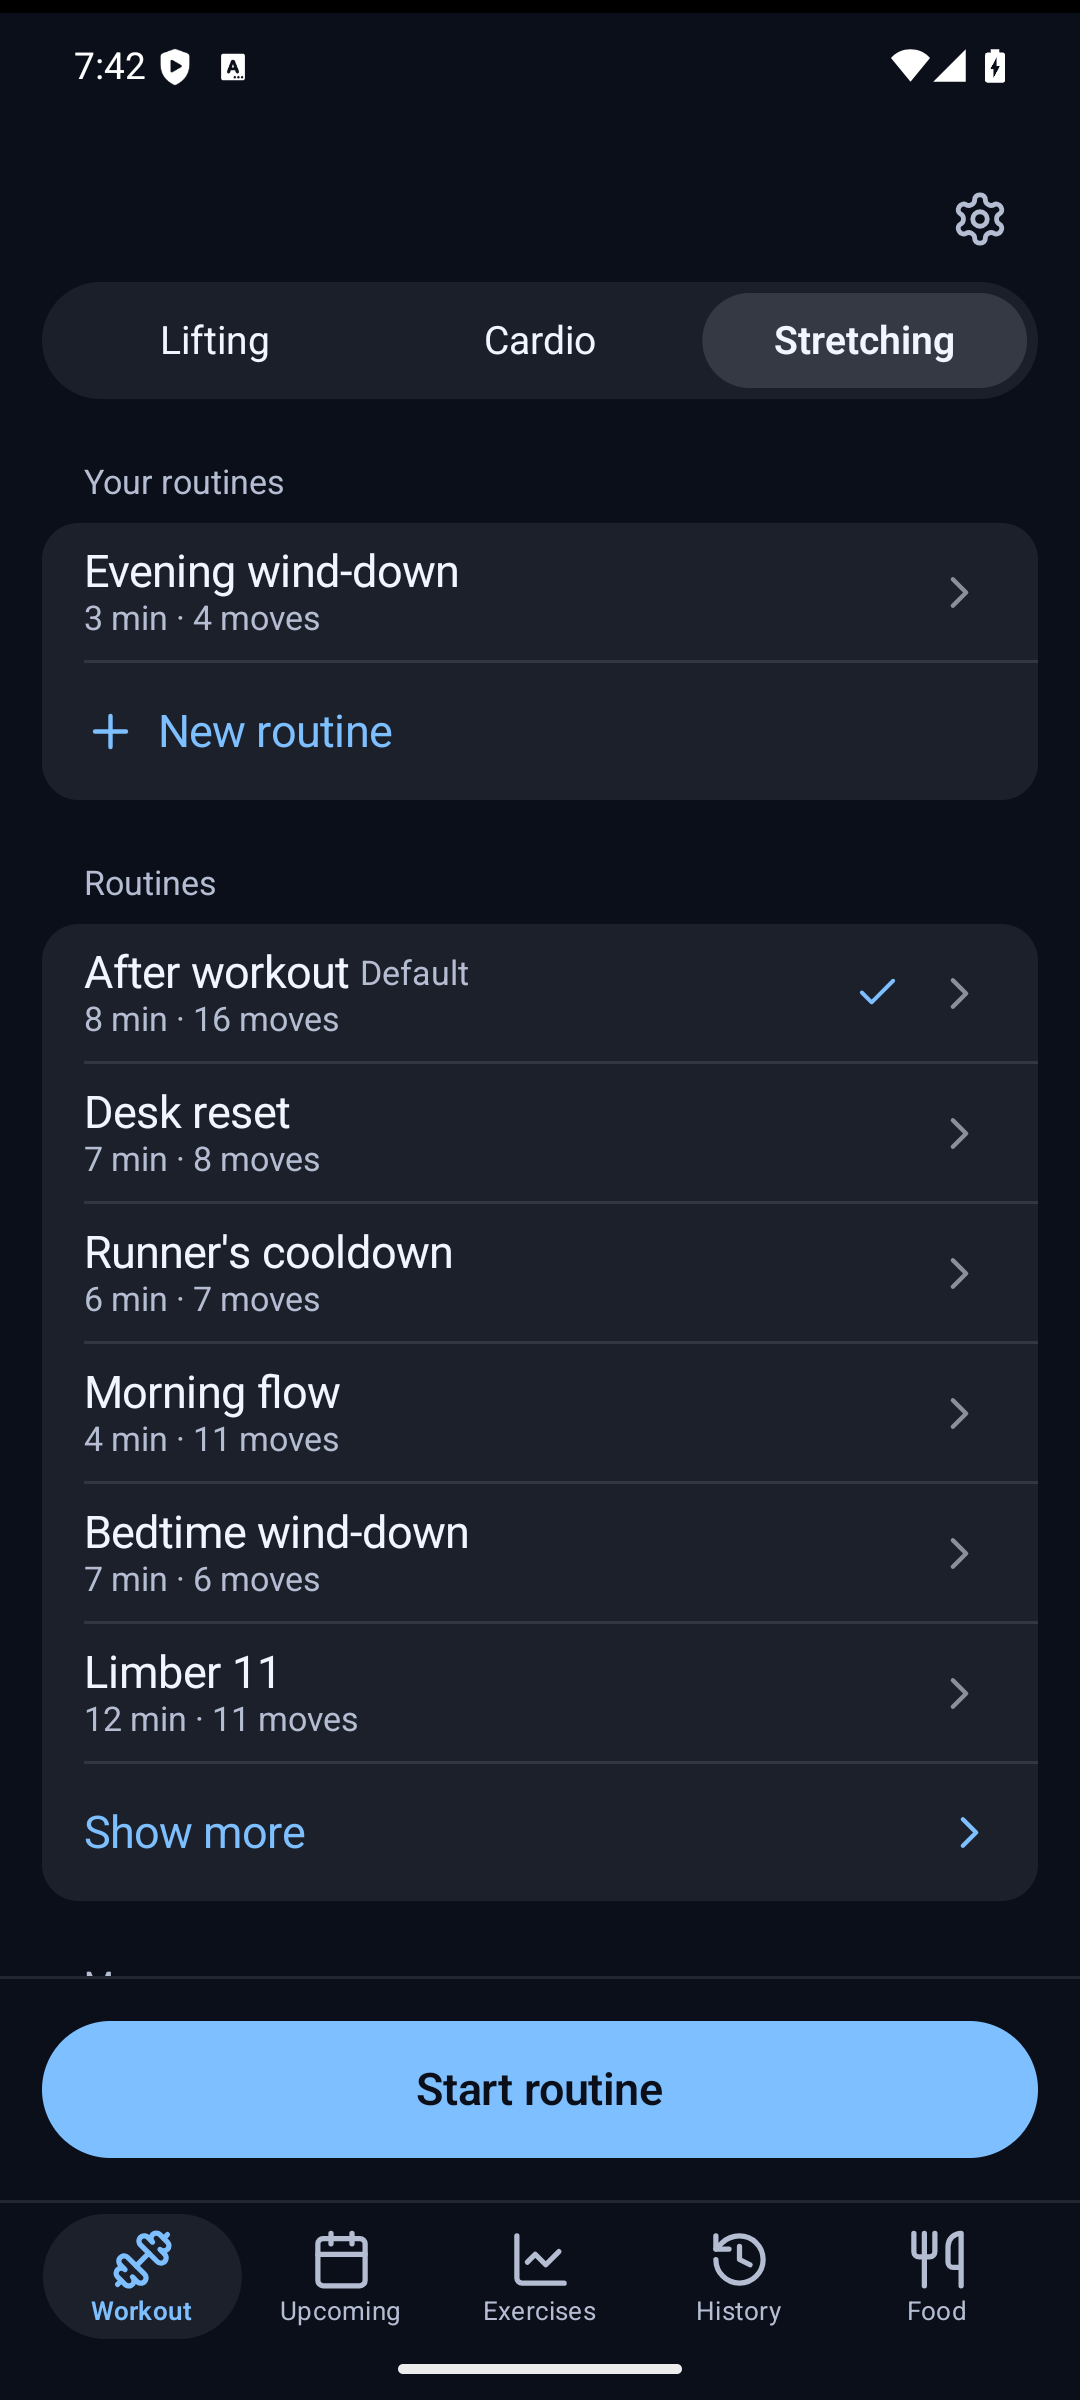 7:42
Lifting
Cardio
Stretching
Your routines
Evening wind-down
3 min · 4 moves
New routine
Routines
After workout Default
8 min · 16 moves
Desk reset
7 min · 8 moves
Runner's cooldown
6 min · 7 moves
Morning flow
4 min · 11 moves
Bedtime wind-down
7 min · 6 moves
Limber 11
12 min · 11 moves
Show more
Start routine
Workout
Upcoming
Exercises
History
Food